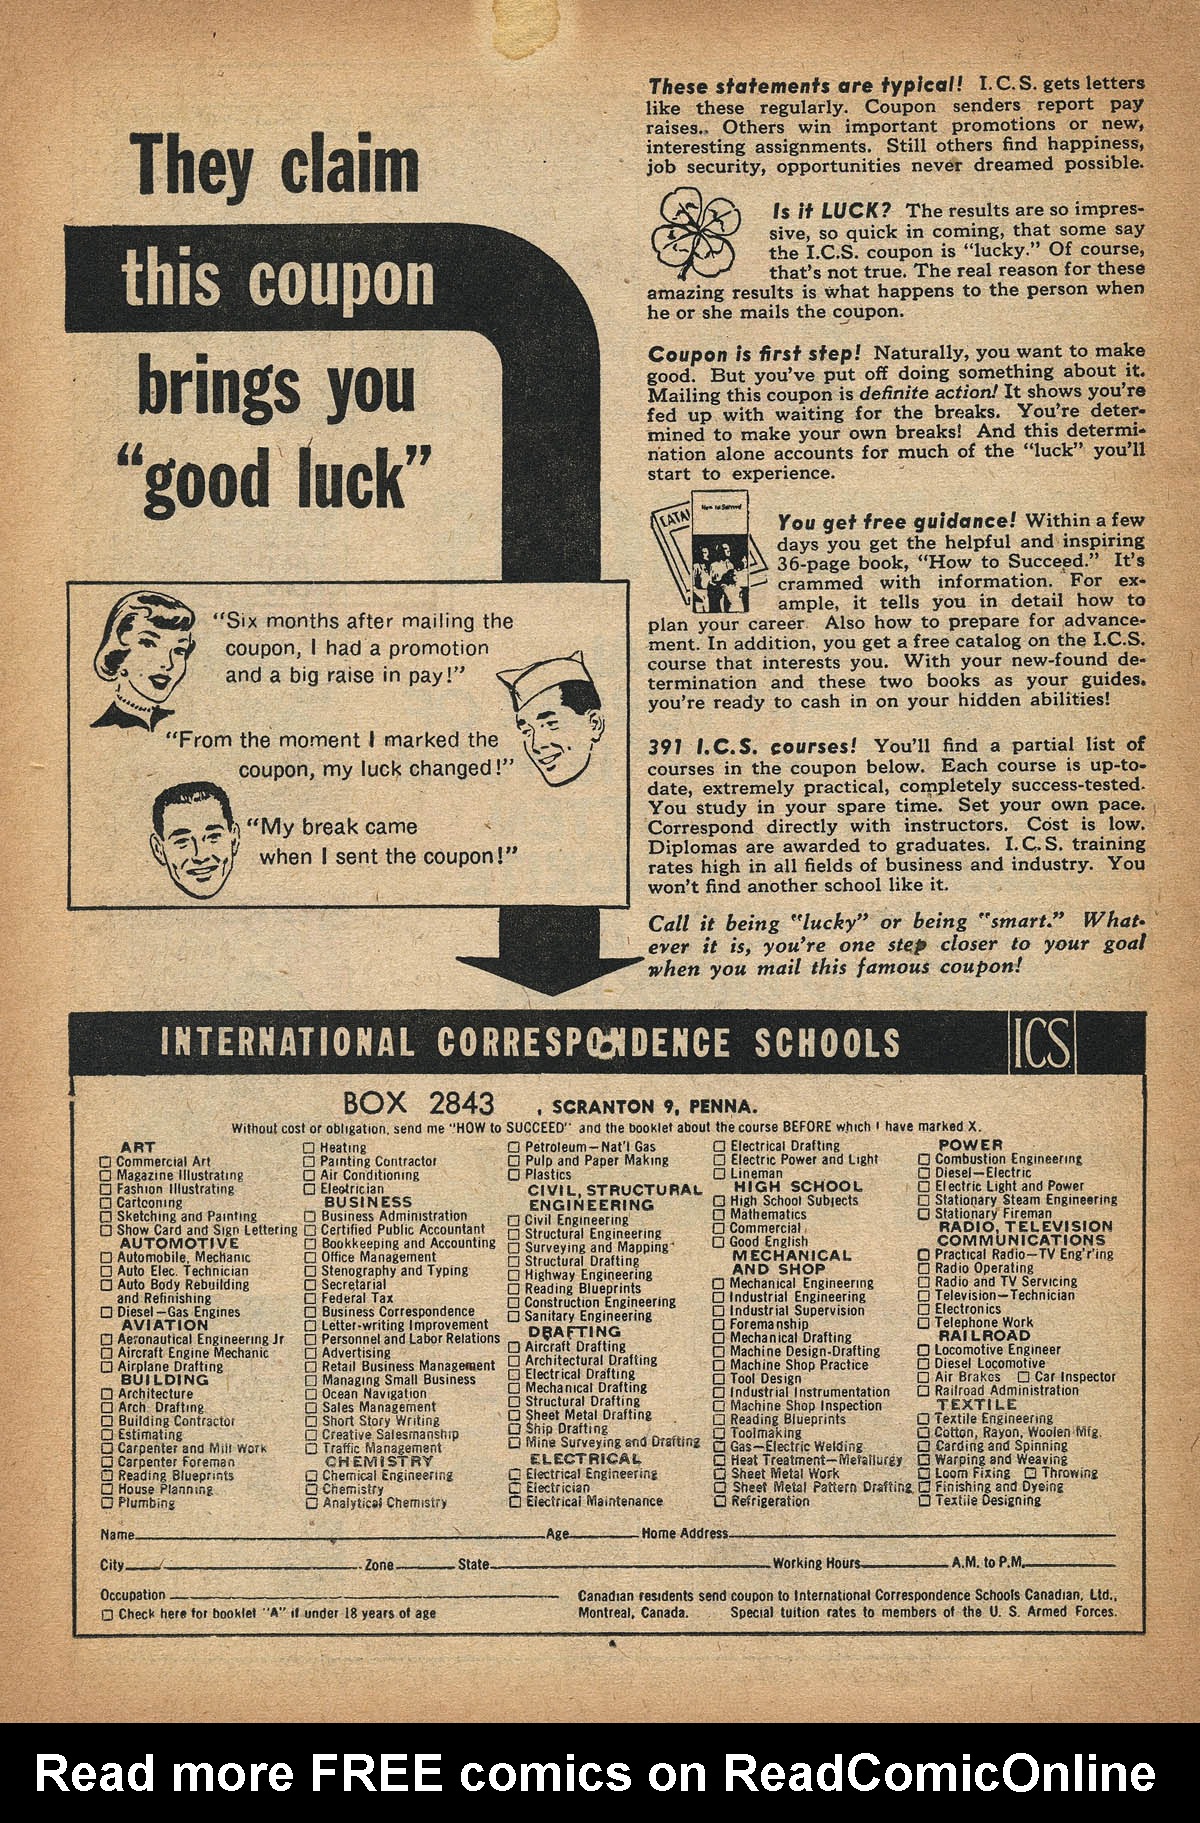 They claim
this coupon
brings you
"good luck"
"Six months after mailing the
coupon, I had a promotion
and a big raise in pay!"
"From the moment I marked the
coupon, my luck changed!"
"My break came
when I sent the coupon!"
These statements are typical! I.C.S. gets letters
like these regularly. Coupon senders report pay
raises. Others win important promotions or new,
interesting assignments. Still others find happiness,
job security, opportunities never dreamed possible.
Is it LUCK? The results are so impres-
sive, so quick in coming, that some say
the I.C.S. coupon is "lucky." Of course,
that's not true. The real reason for these
amazing results is what happens to the person when
he or she mails the coupon.
Coupon is first step! Naturally, you want to make
good. But you've put off doing something about it.
Mailing this coupon is definite action! It shows you're
fed up with waiting for the breaks. You're deter-
mined to make your own breaks! And this determi-
nation alone accounts for much of the "luck" you'll
start to experience.
CATA
How to Succeed
You get free guidance! Within a few
days you get the helpful and inspiring
36-page book, "How to Succeed." It's
crammed with information. For ex-
ample, it tells you in detail how to
plan your career. Also how to prepare for advance-
ment. In addition, you get a free catalog on the I.C.S.
course that interests you. With your new-found de-
termination and these two books as your guides,
you're ready to cash in on your hidden abilities!
391 I.C.S. courses! You'll find a partial list of
courses in the coupon below. Each course is up-to-
date, extremely practical, completely success-tested.
You study in your spare time. Set your own pace.
Correspond directly with instructors. Cost is low.
Diplomas are awarded to graduates. I.C.S. training
rates high in all fields of business and industry. You
won't find another school like it.
Call it being "lucky" or being "smart." What-
ever it is, you're one step closer to your goal
when you mail this famous coupon!
INTERNATIONAL CORRESPONDENCE SCHOOLS
I.C.S.
BOX 2843 , SCRANTON 9, PENNA.
Without cost or obligation, send me "HOW to SUCCEED" and the booklet about the course BEFORE which I have marked X.
ART
Commercial Art
Magazine Illustrating
Fashion Illustrating
Cartooning
Sketching and Painting
Show Card and Sign Lettering
AUTOMOTIVE
Automobile, Mechanic
Auto Elec. Technician
Auto Body Rebuilding
and Refinishing
Diesel—Gas Engines
AVIATION
Aeronautical Engineering Jr
Aircraft Engine Mechanic
Airplane Drafting
BUILDING
Architecture
Arch. Drafting
Building Contractor
Estimating
Carpenter and Mill Work
Carpenter Foreman
Reading Blueprints
House Planning
Plumbing
Heating
Painting Contractor
Air Conditioning
Electrician
BUSINESS
Business Administration
Certified Public Accountant
Bookkeeping and Accounting
Office Management
Stenography and Typing
Secretarial
Federal Tax
Business Correspondence
Letter-writing Improvement
Personnel and Labor Relations
Advertising
Retail Business Management
Managing Small Business
Ocean Navigation
Sales Management
Short Story Writing
Creative Salesmanship
Traffic Management
CHEMISTRY
Chemical Engineering
Chemistry
Analytical Chemistry
Petroleum—Nat'l Gas
Pulp and Paper Making
Plastics
CIVIL, STRUCTURAL
ENGINEERING
Civil Engineering
Structural Engineering
Surveying and Mapping
Structural Drafting
Highway Engineering
Reading Blueprints
Construction Engineering
Sanitary Engineering
DRAFTING
Aircraft Drafting
Architectural Drafting
Electrical Drafting
Mechanical Drafting
Structural Drafting
Sheet Metal Drafting
Ship Drafting
Mine Surveying and Drafting
ELECTRICAL
Electrical Engineering
Electrician
Electrical Maintenance
Electrical Drafting
Electric Power and Light
Lineman
HIGH SCHOOL
High School Subjects
Mathematics
Commercial
Good English
MECHANICAL
AND SHOP
Mechanical Engineering
Industrial Engineering
Industrial Supervision
Foremanship
Mechanical Drafting
Machine Design-Drafting
Machine Shop Practice
Tool Design
Industrial Instrumentation
Machine Shop Inspection
Reading Blueprints
Toolmaking
Gas—Electric Welding
Heat Treatment—Metallurgy
Sheet Metal Work
Sheet Metal Pattern Drafting
Refrigeration
POWER
Combustion Engineering
Diesel—Electric
Electric Light and Power
Stationary Steam Engineering
Stationary Fireman
RADIO, TELEVISION
COMMUNICATIONS
Practical Radio—TV Eng'r'ing
Radio Operating
Radio and TV Servicing
Television—Technician
Electronics
Telephone Work
RAILROAD
Locomotive Engineer
Diesel Locomotive
Air Brakes Car Inspector
Railroad Administration
TEXTILE
Textile Engineering
Cotton, Rayon, Woolen Mfg.
Carding and Spinning
Warping and Weaving
Loom Fixing Throwing
Finishing and Dyeing
Textile Designing
Name Age Home Address
City Zone State Working Hours A.M. to P.M.
Occupation
Check here for booklet "A" if under 18 years of age
Canadian residents send coupon to International Correspondence Schools Canadian, Ltd.,
Montreal, Canada. Special tuition rates to members of the U. S. Armed Forces.
Read more FREE comics on ReadComicOnline